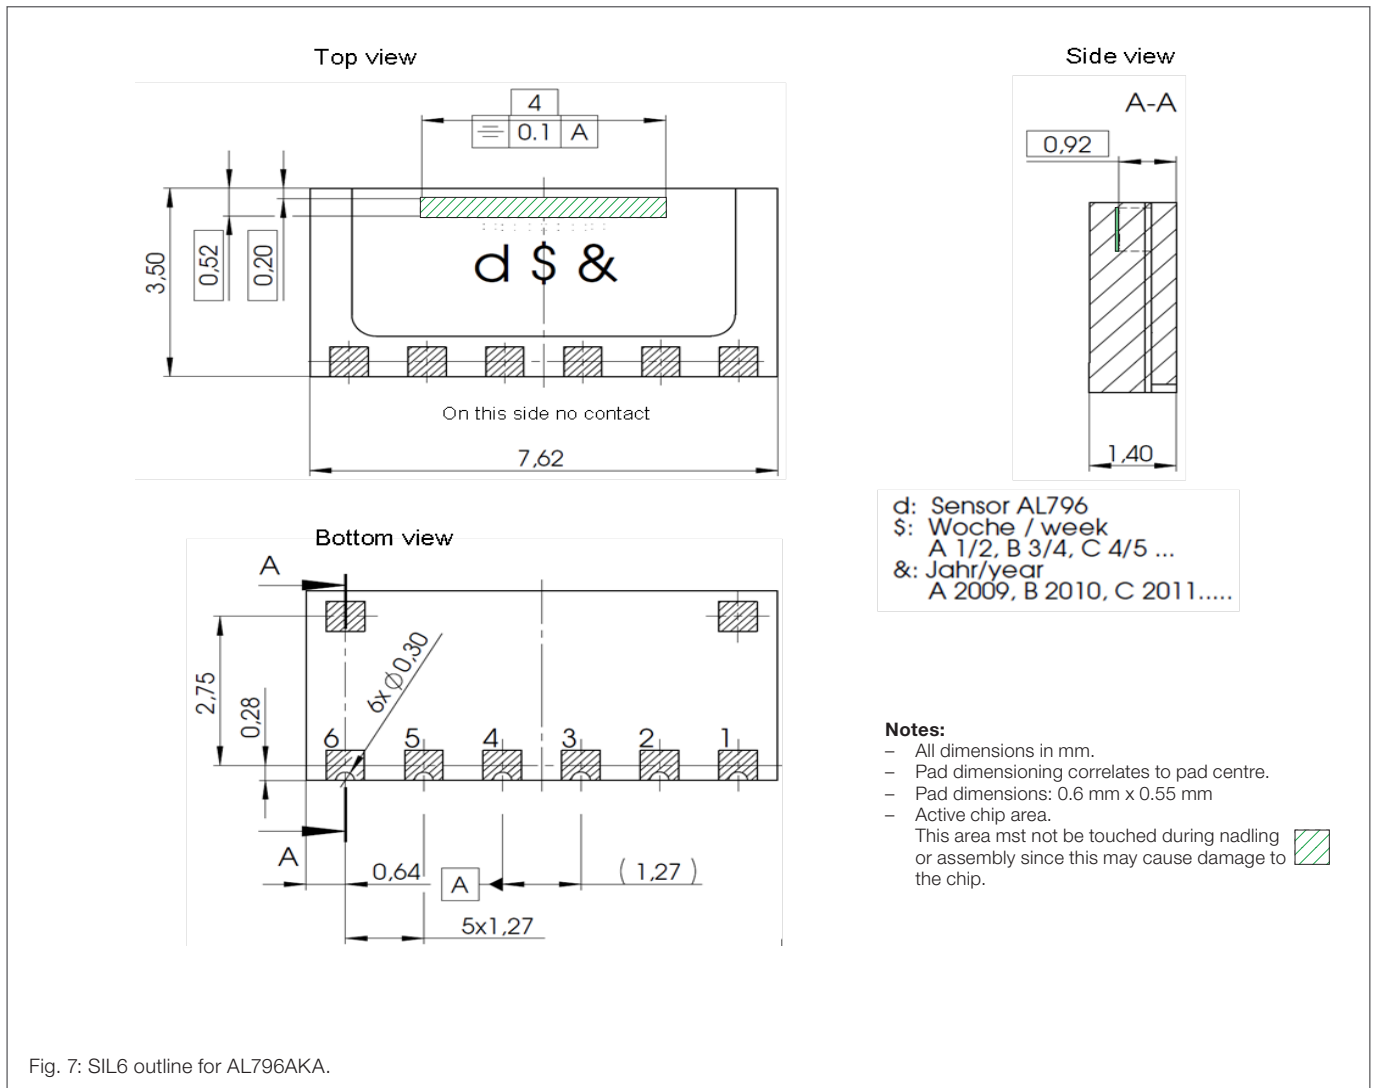 Top view
4
0.1 A
3,50
0,52
0,20
d $ &
On this side no contact
7,62
Side view
A-A
0,92
1,40
d: Sensor AL796
$: Woche / week
A 1/2, B 3/4, C 4/5 ...
&: Jahr/year
A 2009, B 2010, C 2011.....
Bottom view
A
2,75
0,28
6x ∅0,30
6 5 4 3 2 1
A
0,64
A
(1,27)
5x1,27
Notes:
– All dimensions in mm.
– Pad dimensioning correlates to pad centre.
– Pad dimensions: 0.6 mm x 0.55 mm
– Active chip area.
This area mst not be touched during nadling
or assembly since this may cause damage to
the chip.
Fig. 7: SIL6 outline for AL796AKA.